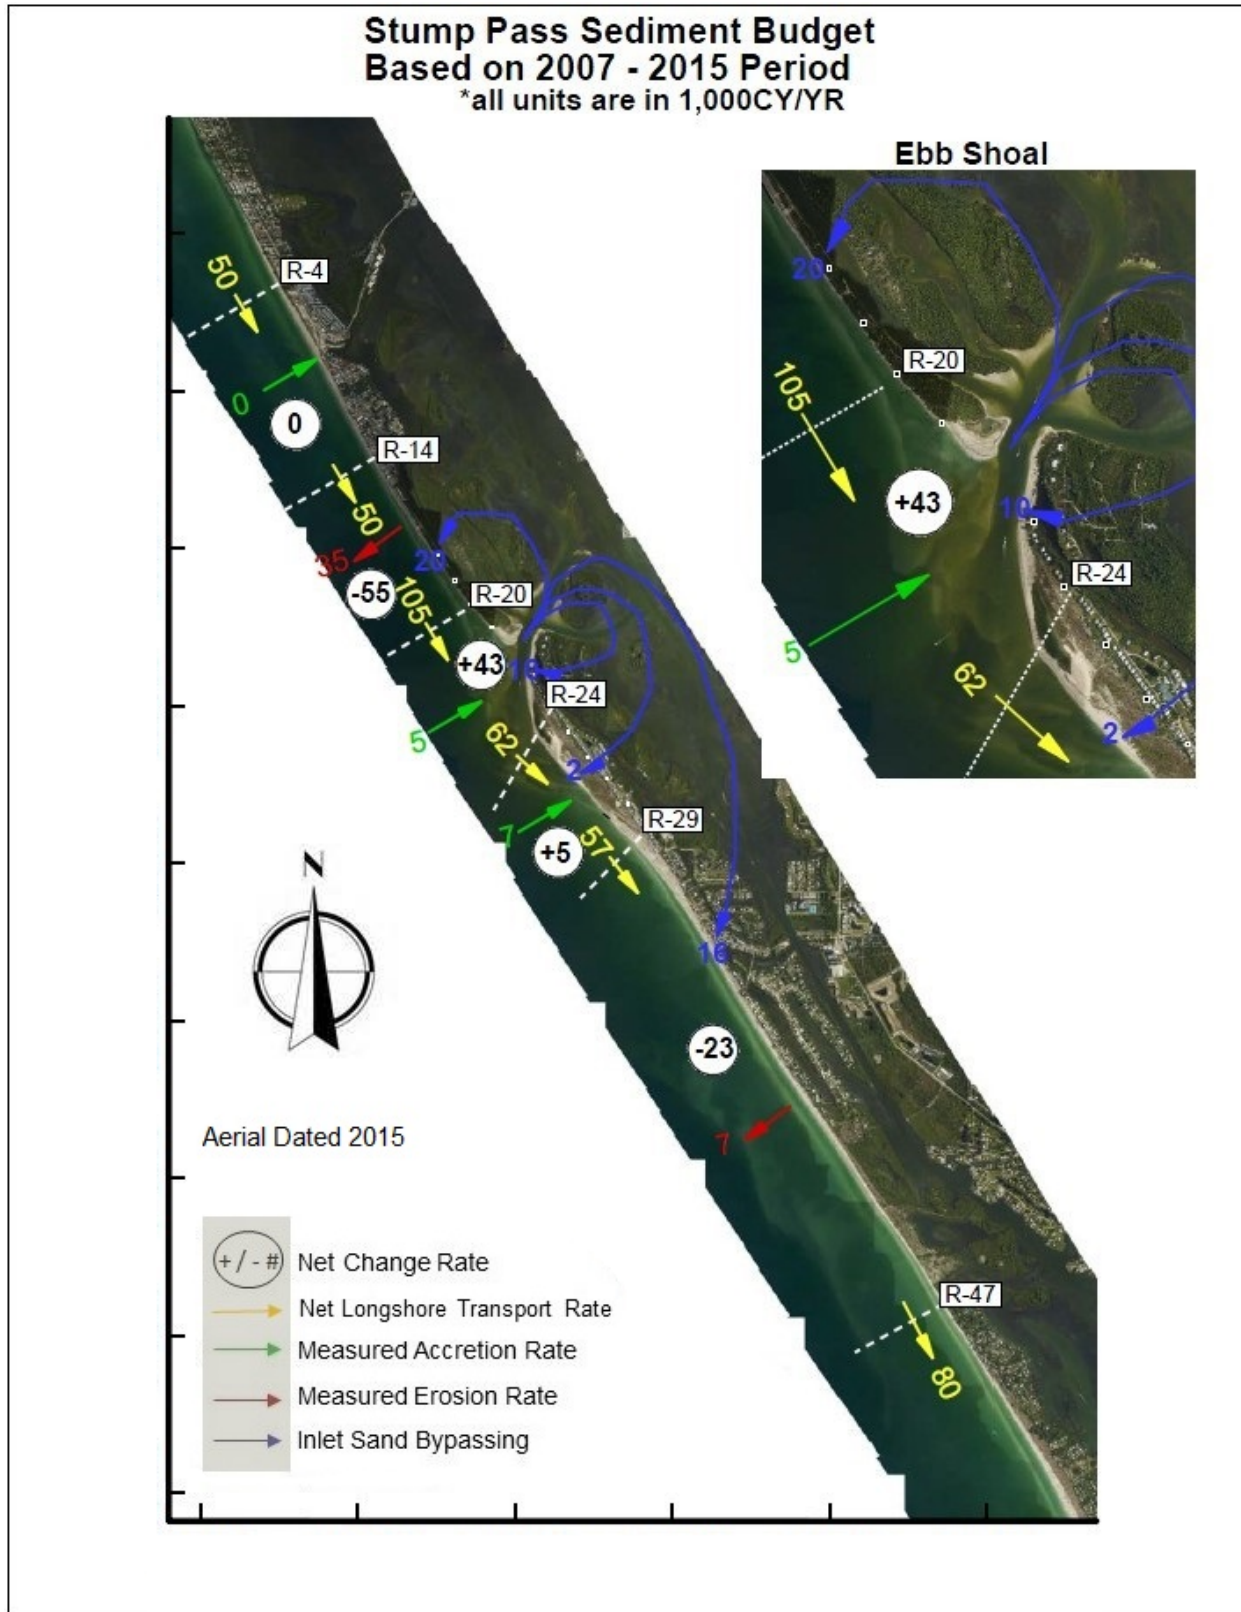 Stump Pass Sediment Budget
Based on 2007 - 2015 Period
*all units are in 1,000CY/YR
Ebb Shoal
50
R-4
0
0
R-14
50
35
-55
20
105
R-20
+43
10
R-24
5
62
2
7
+5
57
R-29
16
-23
7
R-47
80
20
R-20
105
+43
10
R-24
5
62
2
N
Aerial Dated 2015
+ / - # Net Change Rate
Net Longshore Transport Rate
Measured Accretion Rate
Measured Erosion Rate
Inlet Sand Bypassing